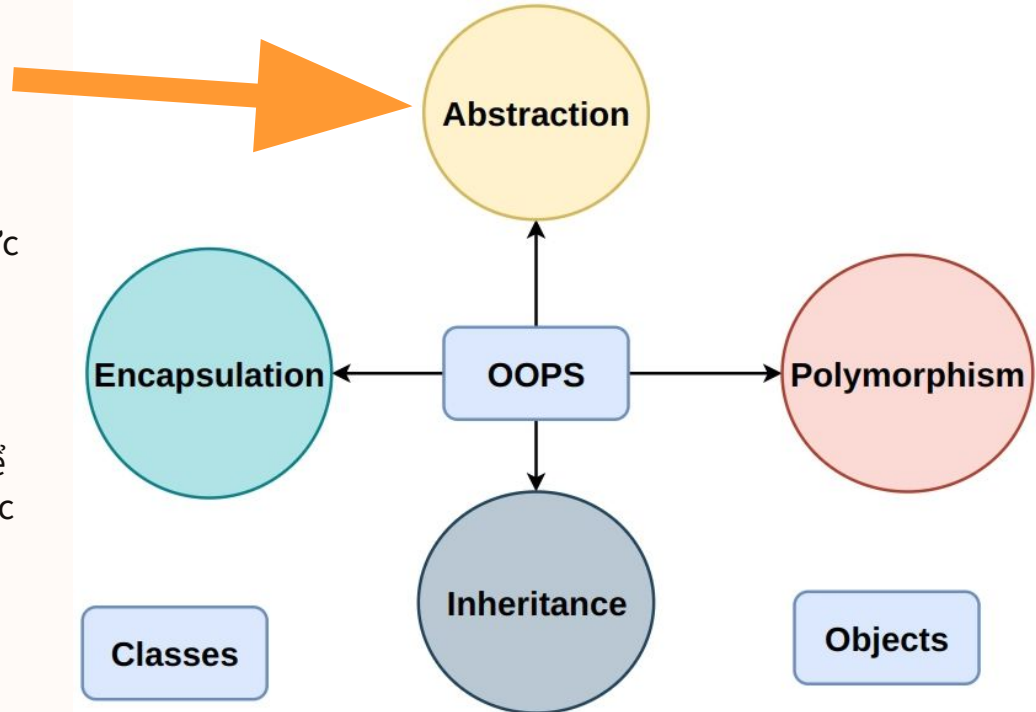 Abstraction
Encapsulation
OOPS
Polymorphism
Inheritance
Classes
Objects